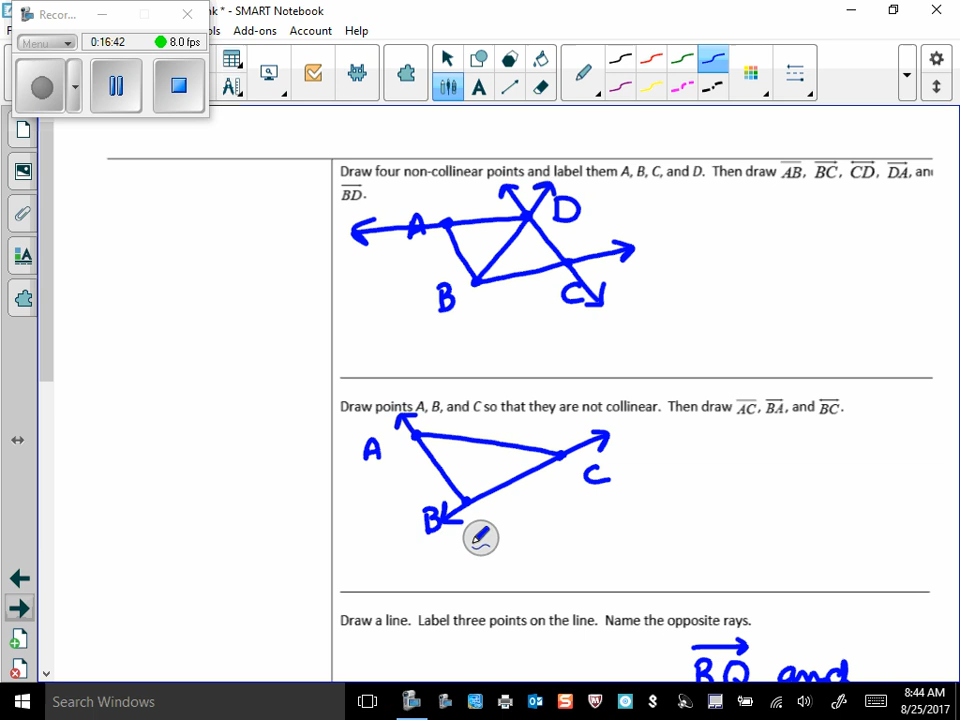 Recor...
nk * - SMART Notebook
Menu
0:16:42
8.0 fps
ols Add-ons Account Help
Draw four non-collinear points and label them A, B, C, and D. Then draw AB, BC, CD, DA, an
BD.
A
D
B
C
Draw points A, B, and C so that they are not collinear. Then draw AC, BA, and BC.
A
C
B
Draw a line. Label three points on the line. Name the opposite rays.
BQ and
Search Windows
8:44 AM
8/25/2017